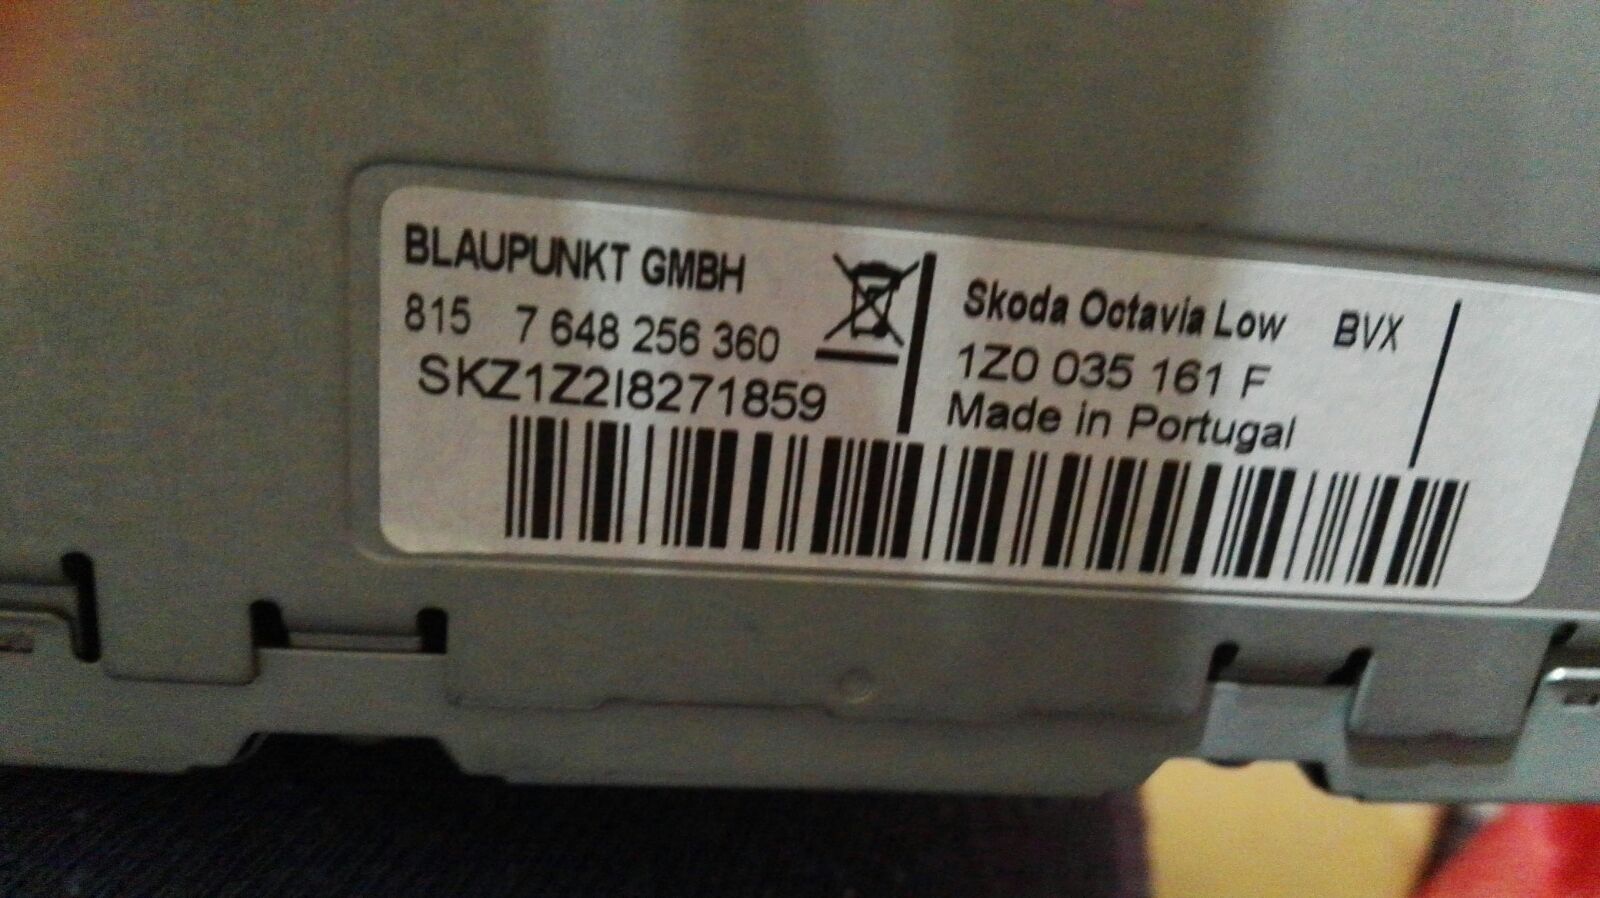 BLAUPUNKT GMBH
815 7 648 256 360
SKZ1Z2I8271859
Skoda Octavia Low BVX
1Z0 035 161 F
Made in Portugal